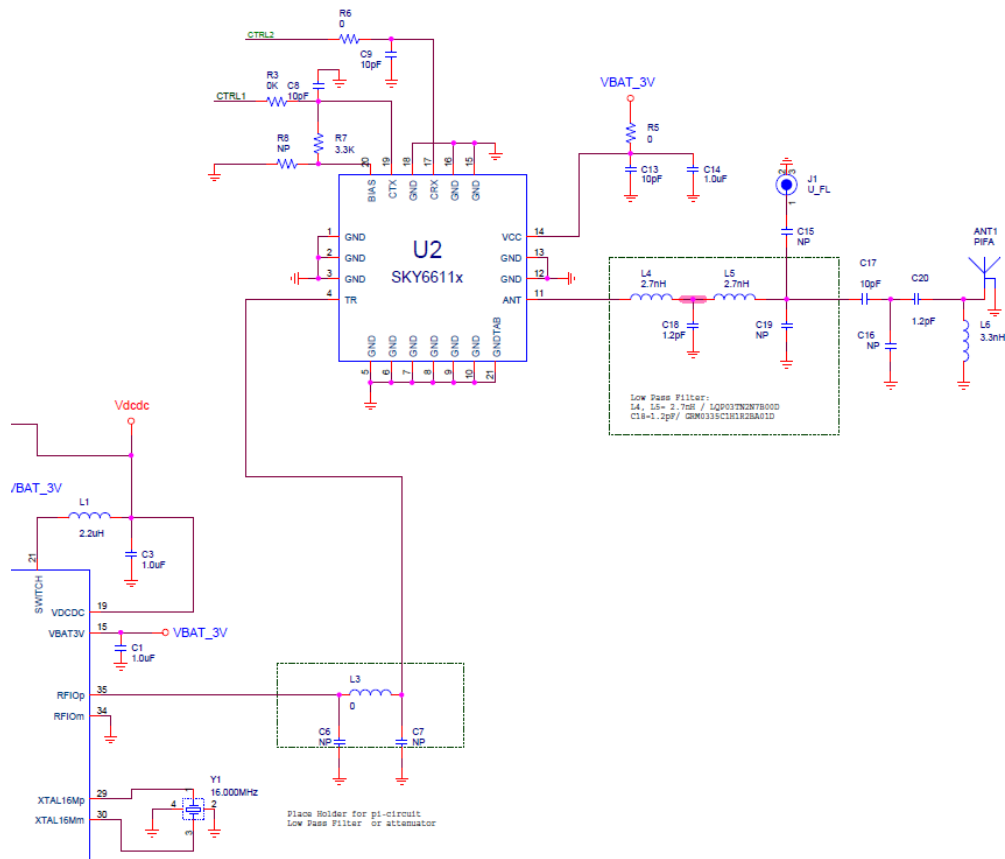 R6
0
CTRL2
C9
10pF
R3
0K
C8
10pF
CTRL1
R8
NP
R7
3.3K
VBAT_3V
R5
0
C13
10pF
C14
1.0uF
20
19
18
17
16
15
BIAS
CTX
GND
CRX
GND
GND
J1
U_FL
2
3
1
C15
NP
ANT1
PIFA
1
GND
2
GND
3
GND
4
TR
U2
SKY6611x
VCC
14
GND
13
GND
12
ANT
11
L4
2.7nH
L5
2.7nH
C18
1.2pF
C19
NP
C17
10pF
C20
1.2pF
C16
NP
L6
3.3nH
GND
GND
GND
GND
GND
GND
GNDTAB
5
6
7
8
9
10
21
Low Pass Filter:
L4, L5= 2.7nH / LQP03TN2N7B00D
C18=1.2pF/ GRM0335C1H1R2BA01D
Vdcdc
/BAT_3V
L1
2.2uH
C3
1.0uF
21
SWITCH
VDCDC
19
VBAT3V
15
VBAT_3V
C1
1.0uF
L3
0
RFIOp
35
RFIOm
34
C6
NP
C7
NP
Y1
16.000MHz
XTAL16Mp
29
XTAL16Mm
30
1
4
2
3
Place Holder for pi-circuit
Low Pass Filter or attenuator